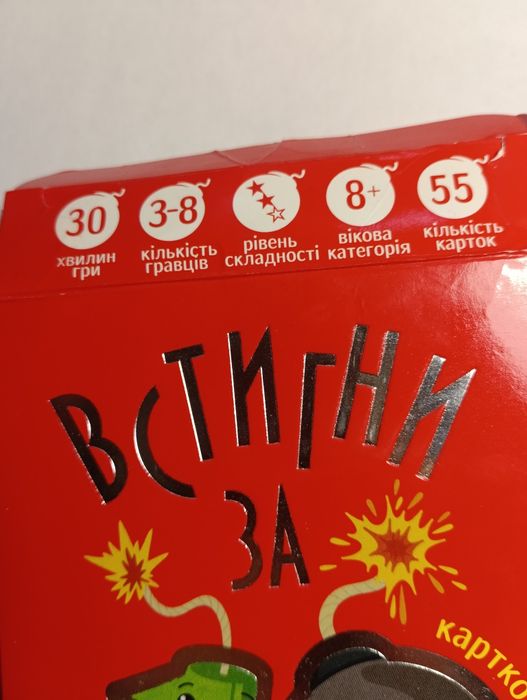 30 3-8 8+ 55
хвилин гри
кількість гравців
рівень складності
вікова категорія
кількість карток
ВСТИГНИ
ЗА